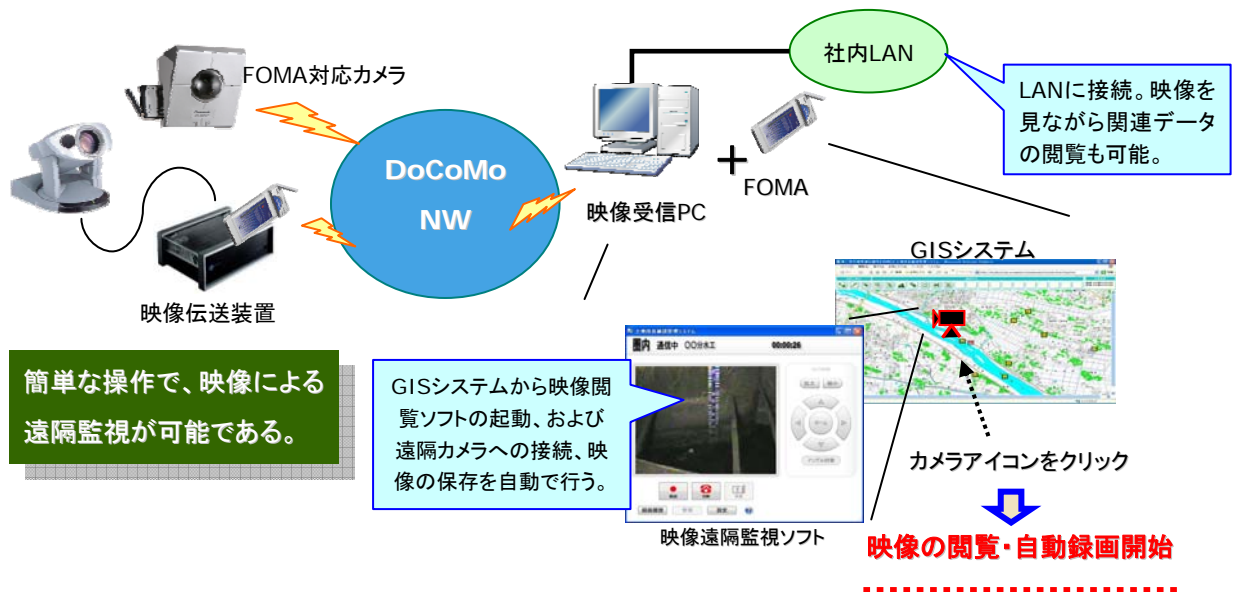 社内LAN
FOMA対応カメラ
LANに接続。映像を
見ながら関連データ
の閲覧も可能。
DoCoMo
NW
FOMA
映像受信PC
GISシステム
映像伝送装置
簡単な操作で、映像による
遠隔監視が可能である。
GISシステムから映像閲
覧ソフトの起動、および
遠隔カメラへの接続、映
像の保存を自動で行う。
圏内 通信中 〇〇分水工 00:00:26
カメラアイコンをクリック
映像遠隔監視ソフト
映像の閲覧・自動録画開始